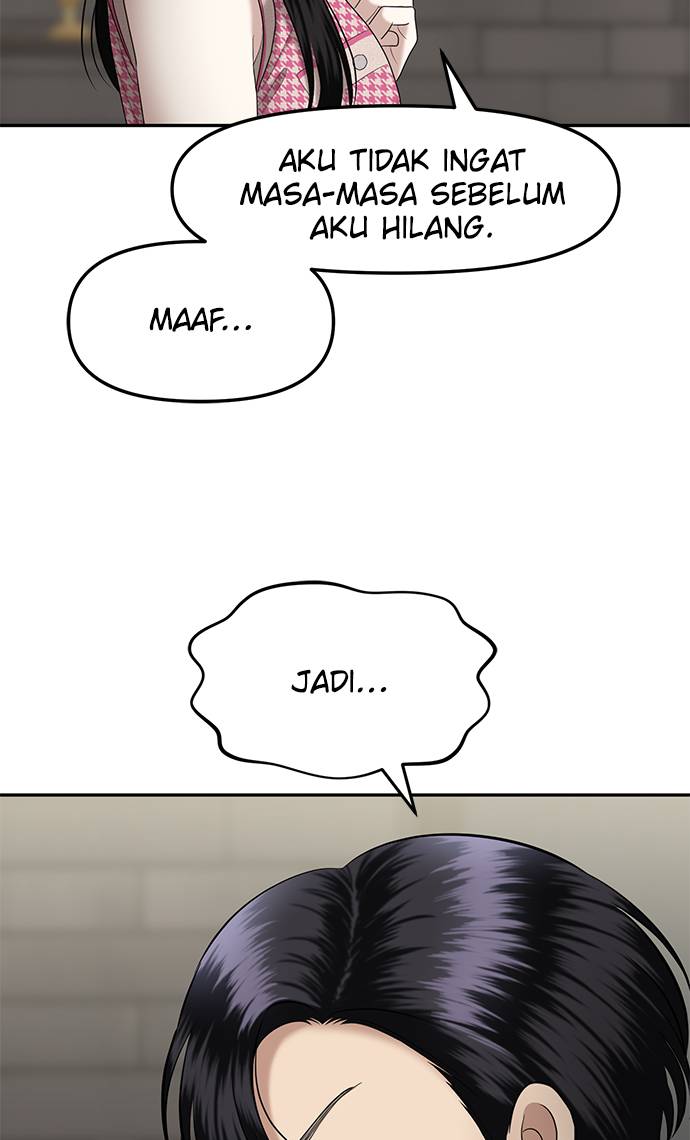 AKU TIDAK INGAT
MASA-MASA SEBELUM
AKU HILANG.
MAAF...
JADI...